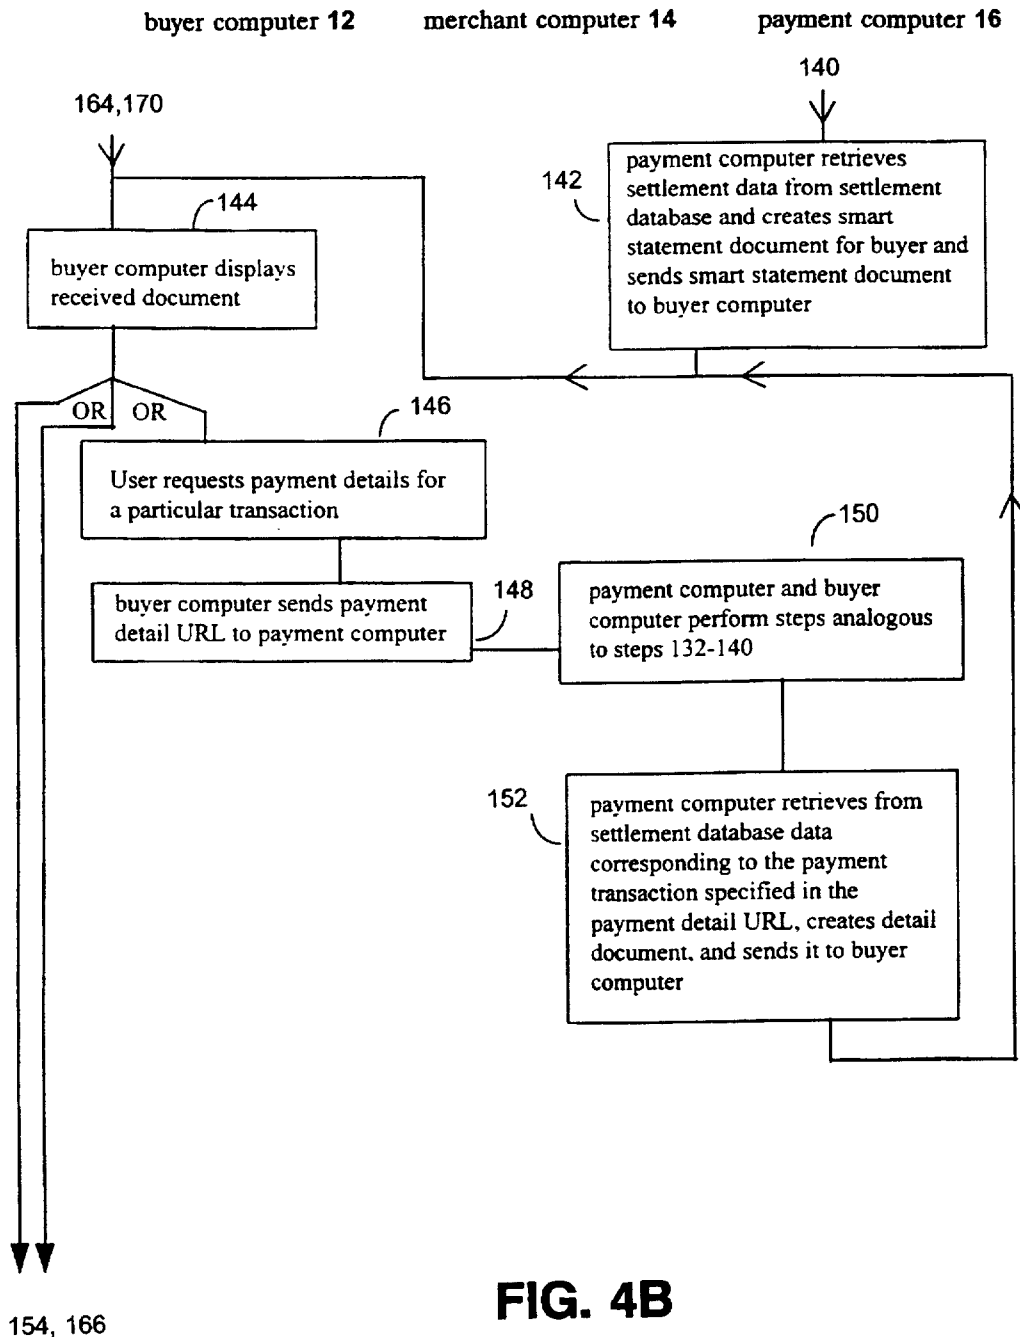 buyer computer 12 merchant computer 14 payment computer 16
140
164,170
payment computer retrieves
settlement data from settlement
database and creates smart
statement document for buyer and
sends smart statement document
to buyer computer
142
144
buyer computer displays
received document
OR OR
146
User requests payment details for
a particular transaction
150
148
buyer computer sends payment
detail URL to payment computer
payment computer and buyer
computer perform steps analogous
to steps 132-140
152
payment computer retrieves from
settlement database data
corresponding to the payment
transaction specified in the
payment detail URL, creates detail
document, and sends it to buyer
computer
154, 166
FIG. 4B